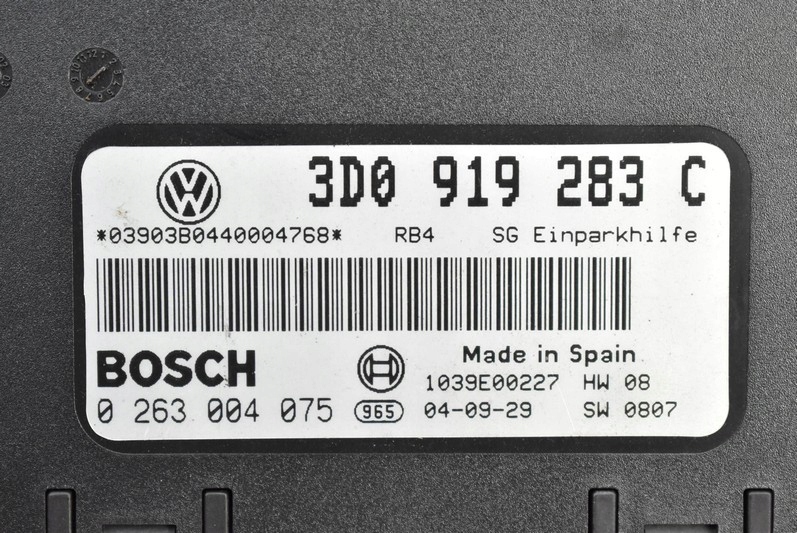 3D0 919 283 C
*03903B0440004768* RB4 SG Einparkhilfe
BOSCH
Made in Spain
1039E00227 HW 08
0 263 004 075 965 04-09-29 SW 0807